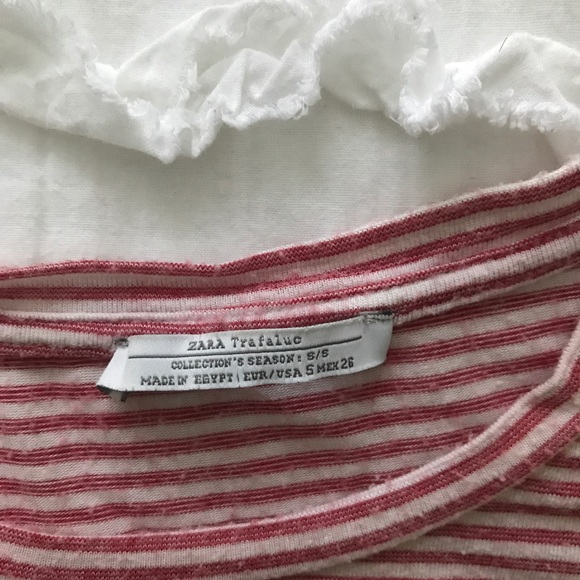 ZARA Trafaluc
COLLECTION'S SEASON: S/S
MADE IN EGYPT | EUR/USA S MEX 26